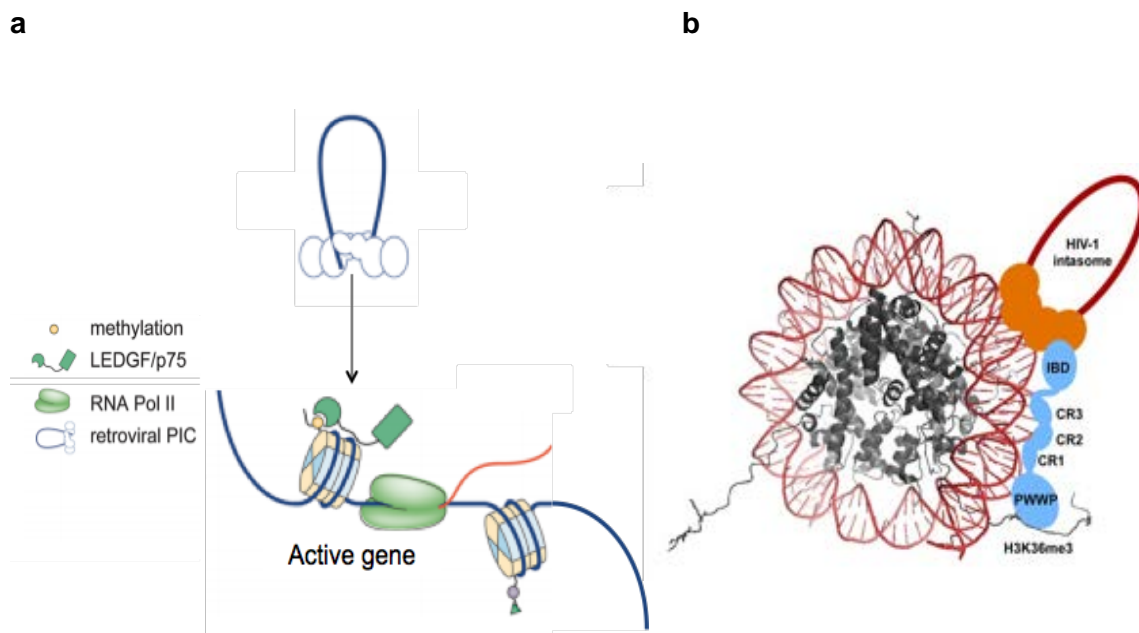 a
b
methylation
LEDGF/p75
RNA Pol II
retroviral PIC
Active gene
HIV-1
intasome
IBD
CR3
CR2
CR1
PWWP
H3K36me3